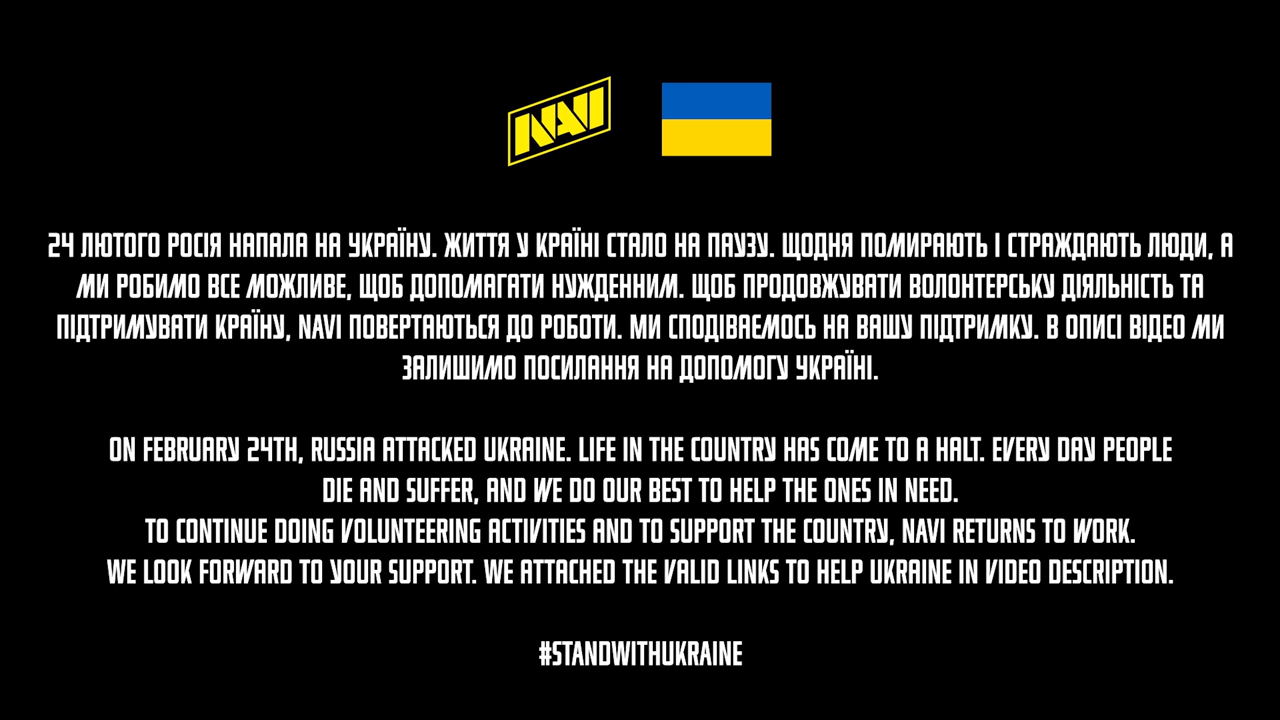 NAVI
24 ЛЮТОГО РОСІЯ НАПАЛА НА УКРАЇНУ. ЖИТТЯ У КРАЇНІ СТАЛО НА ПАУЗУ. ЩОДНЯ ПОМИРАЮТЬ І СТРАЖДАЮТЬ ЛЮДИ, А
МИ РОБИМО ВСЕ МОЖЛИВЕ, ЩОБ ДОПОМАГАТИ НУЖДЕННИМ. ЩОБ ПРОДОВЖУВАТИ ВОЛОНТЕРСЬКУ ДІЯЛЬНІСТЬ ТА
ПІДТРИМУВАТИ КРАЇНУ, NAVI ПОВЕРТАЮТЬСЯ ДО РОБОТИ. МИ СПОДІВАЄМОСЬ НА ВАШУ ПІДТРИМКУ. В ОПИСІ ВІДЕО МИ
ЗАЛИШИМО ПОСИЛАННЯ НА ДОПОМОГУ УКРАЇНІ.
ON FEBRUARY 24TH, RUSSIA ATTACKED UKRAINE. LIFE IN THE COUNTRY HAS COME TO A HALT. EVERY DAY PEOPLE
DIE AND SUFFER, AND WE DO OUR BEST TO HELP THE ONES IN NEED.
TO CONTINUE DOING VOLUNTEERING ACTIVITIES AND TO SUPPORT THE COUNTRY, NAVI RETURNS TO WORK.
WE LOOK FORWARD TO YOUR SUPPORT. WE ATTACHED THE VALID LINKS TO HELP UKRAINE IN VIDEO DESCRIPTION.
#STANDWITHUKRAINE